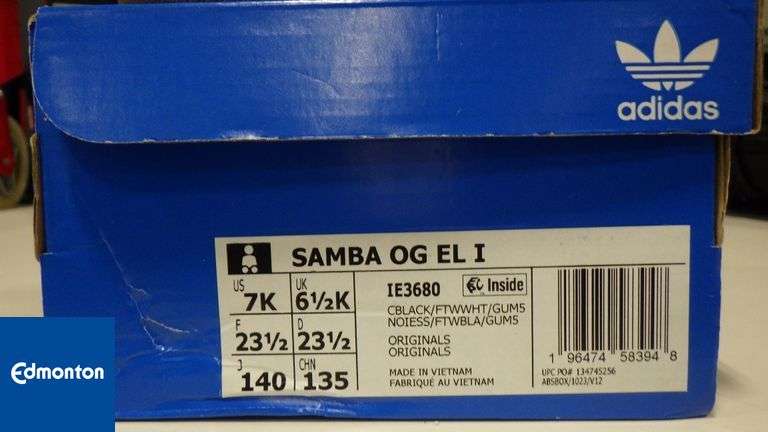 adidas
SAMBA OG EL I
US UK
7K 6½K
F D
23½ 23½
J CHN
140 135
IE3680 Inside
CBLACK/FTWWHT/GUM5
NOIESS/FTWBLA/GUM5
ORIGINALS
ORIGINALS
MADE IN VIETNAM
FABRIQUÉ AU VIETNAM
1 96474 58394 8
UPC PO# 134745256
ABSBOX/1023/V12
Edmonton